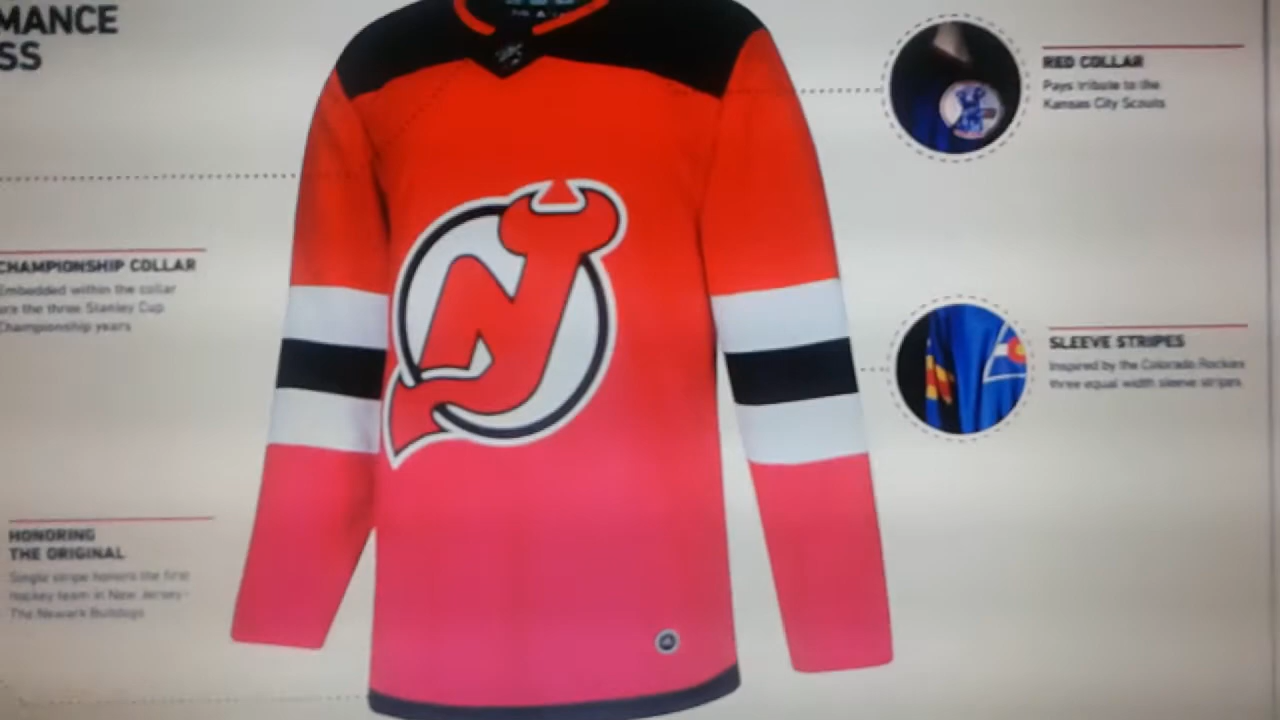 MANCE
SS
CHAMPIONSHIP COLLAR
Embedded within the collar
are the three Stanley Cup
Championship years
HONORING
THE ORIGINAL
Single stripe honors the first
hockey team in New Jersey-
The Newark Bulldogs
RED COLLAR
Pays tribute to the
Kansas City Scouts
SLEEVE STRIPES
Inspired by the Colorado Rockies
three equal width sleeve stripes
NJ